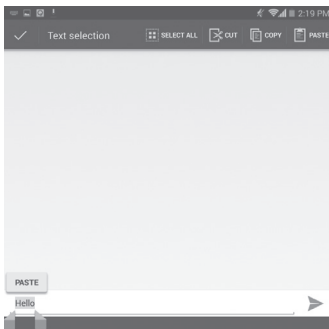 2:19 PM
Text selection SELECT ALL CUT COPY PASTE
PASTE
Hello